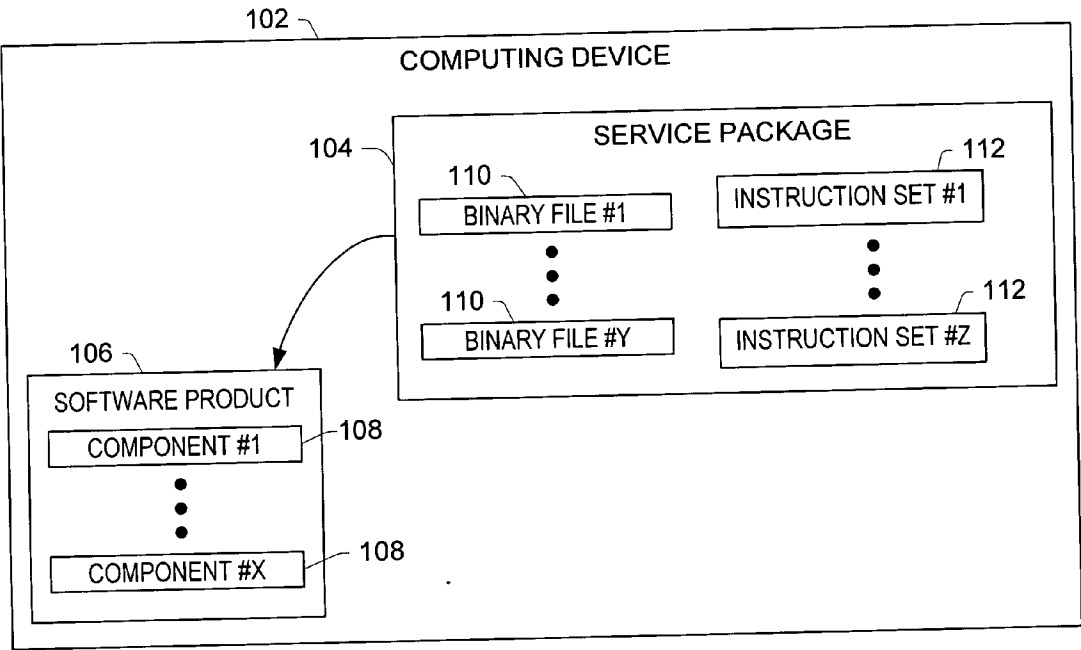 102
COMPUTING DEVICE
104
SERVICE PACKAGE
110
112
BINARY FILE #1
INSTRUCTION SET #1
110
112
BINARY FILE #Y
INSTRUCTION SET #Z
106
SOFTWARE PRODUCT
COMPONENT #1
108
COMPONENT #X
108